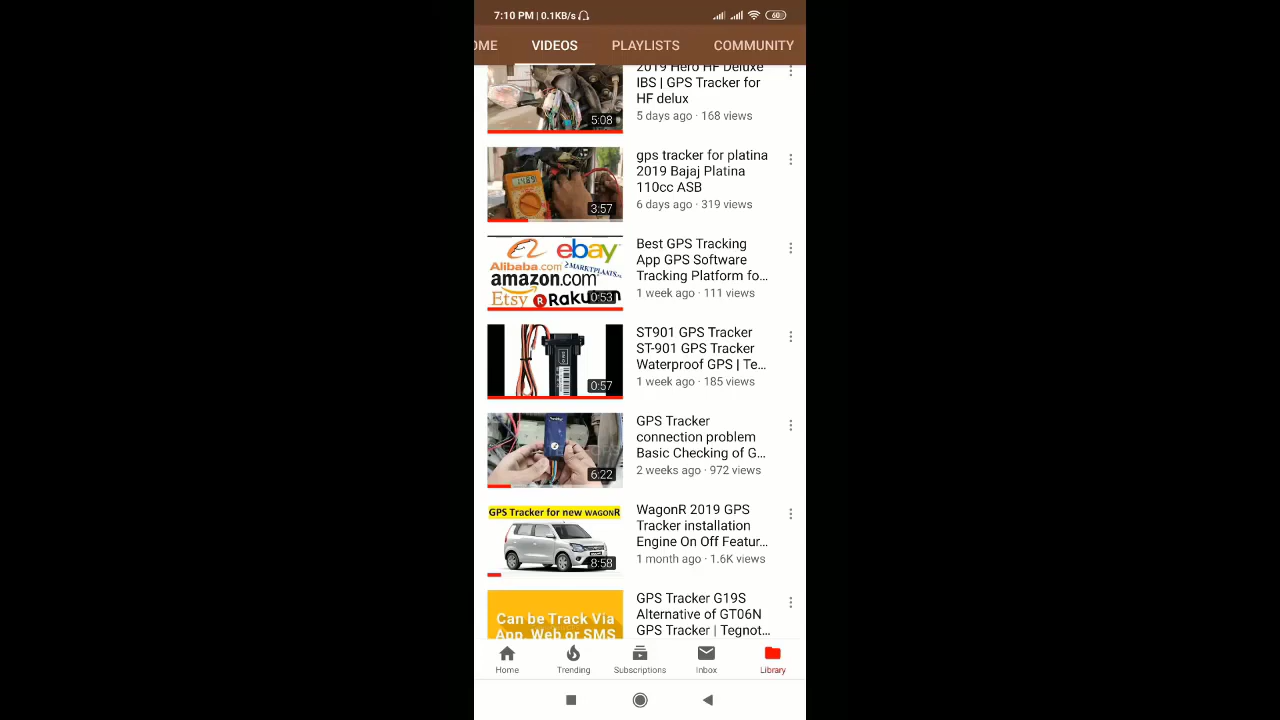 7:10 PM | 0.1KB/s
60
OME VIDEOS PLAYLISTS COMMUNITY
2019 Hero HF Deluxe
IBS | GPS Tracker for
HF delux
5 days ago · 168 views
5:08
gps tracker for platina
2019 Bajaj Platina
110cc ASB
6 days ago · 319 views
3:57
ebay
Alibaba.com
amazon.com
Etsy Rakuten
0:53
Best GPS Tracking
App GPS Software
Tracking Platform fo...
1 week ago · 111 views
0:57
ST901 GPS Tracker
ST-901 GPS Tracker
Waterproof GPS | Te...
1 week ago · 185 views
6:22
GPS Tracker
connection problem
Basic Checking of G...
2 weeks ago · 972 views
GPS Tracker for new WAGONR
8:58
WagonR 2019 GPS
Tracker installation
Engine On Off Featur...
1 month ago · 1.6K views
Can be Track Via
App, Web or SMS
GPS Tracker G19S
Alternative of GT06N
GPS Tracker | Tegnot...
Home Trending Subscriptions Inbox Library